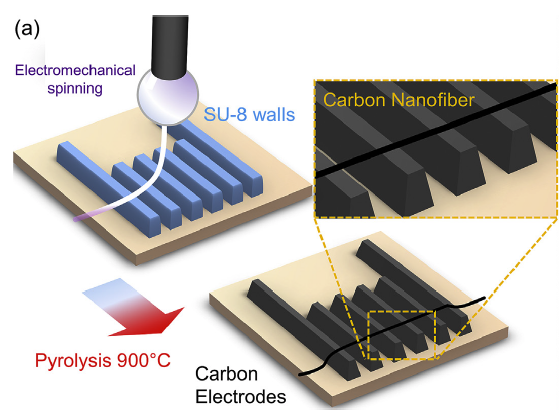 (a)
Electromechanical
spinning
SU-8 walls
Carbon Nanofiber
Pyrolysis 900°C
Carbon
Electrodes